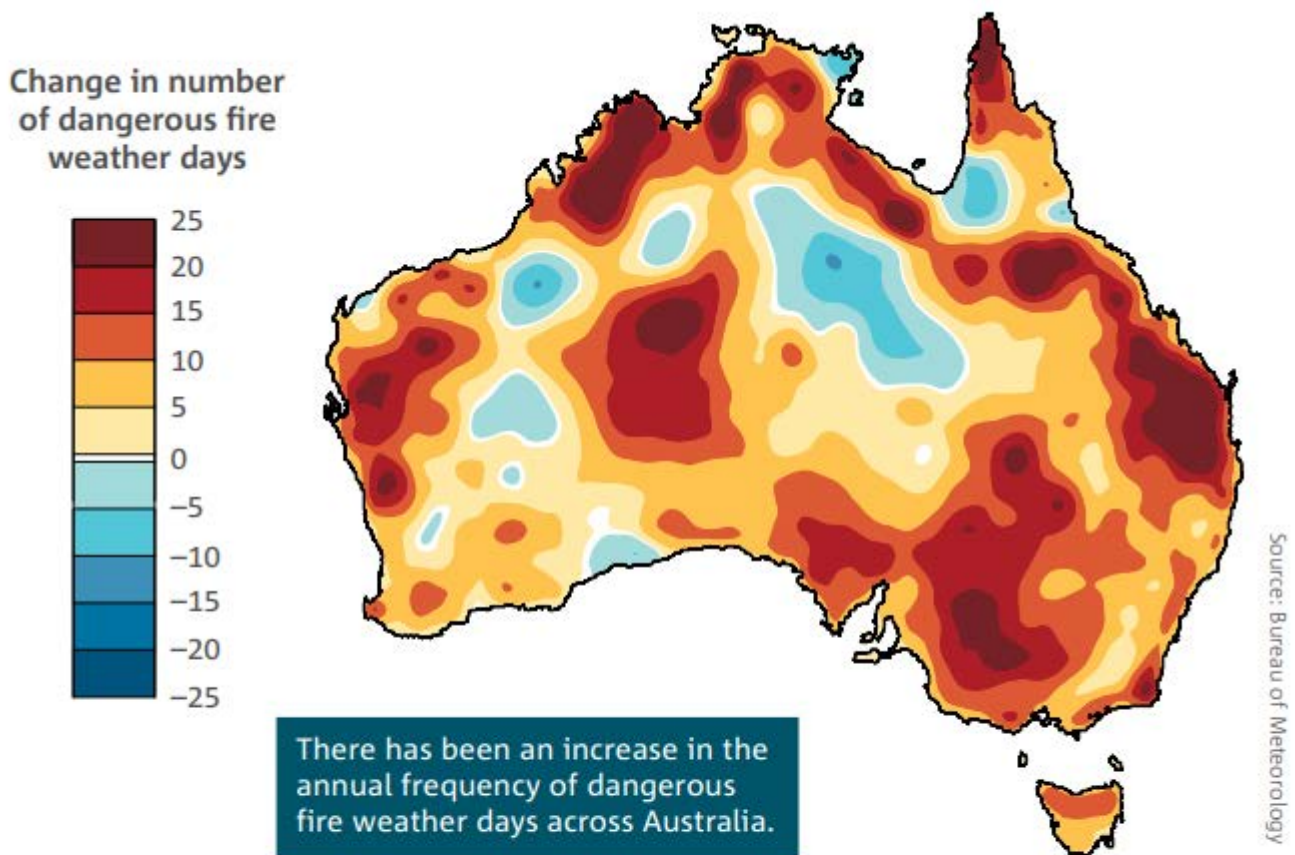 Change in number
of dangerous fire
weather days
25
20
15
10
5
0
−5
−10
−15
−20
−25
There has been an increase in the
annual frequency of dangerous
fire weather days across Australia.
Source: Bureau of Meteorology